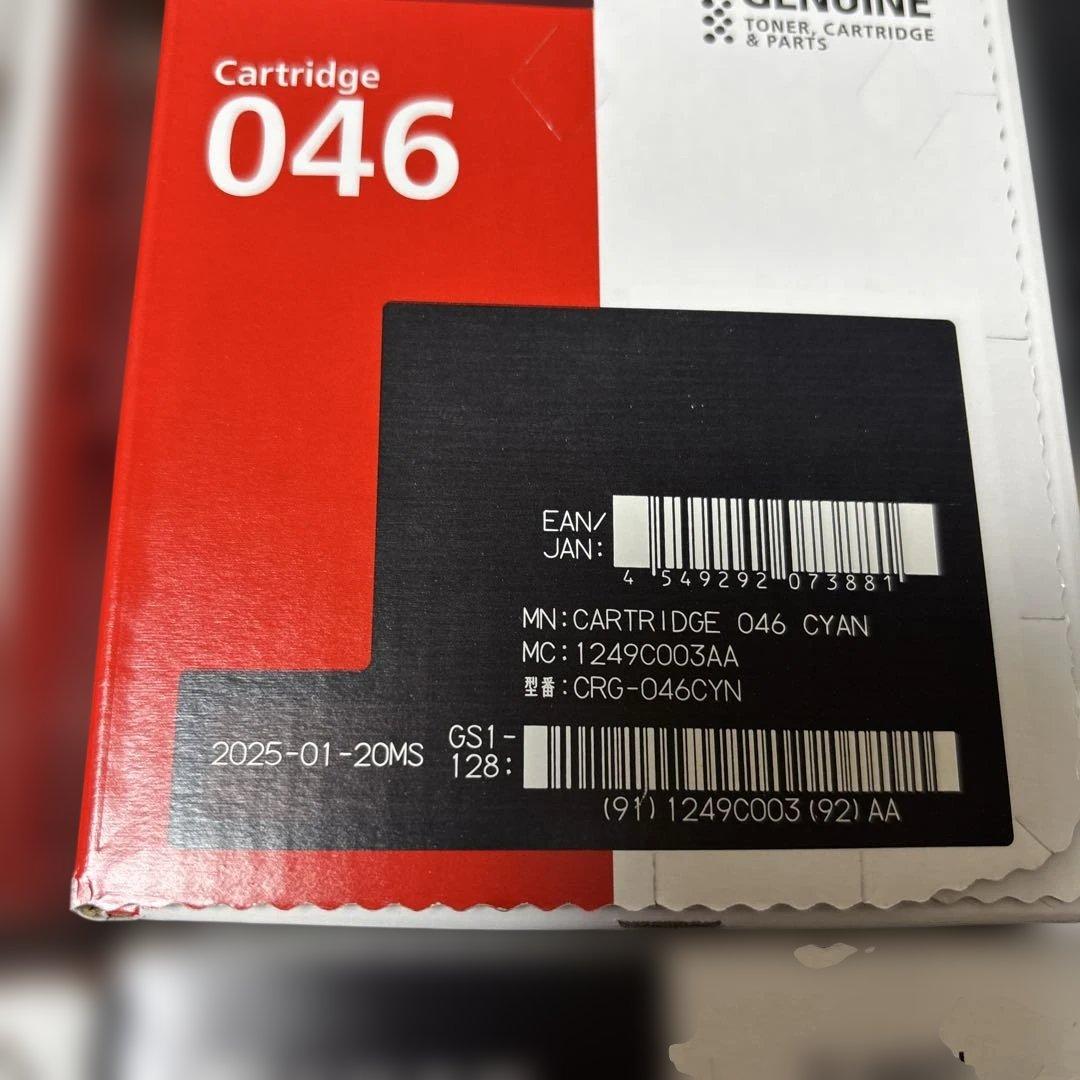 Cartridge
046
GENUINE
TONER, CARTRIDGE
& PARTS
EAN/
JAN:
4 549292 073881
MN:CARTRIDGE 046 CYAN
MC:1249C003AA
型番:CRG-046CYN
2025-01-20MS
GS1-
128:
(91)1249C003(92)AA